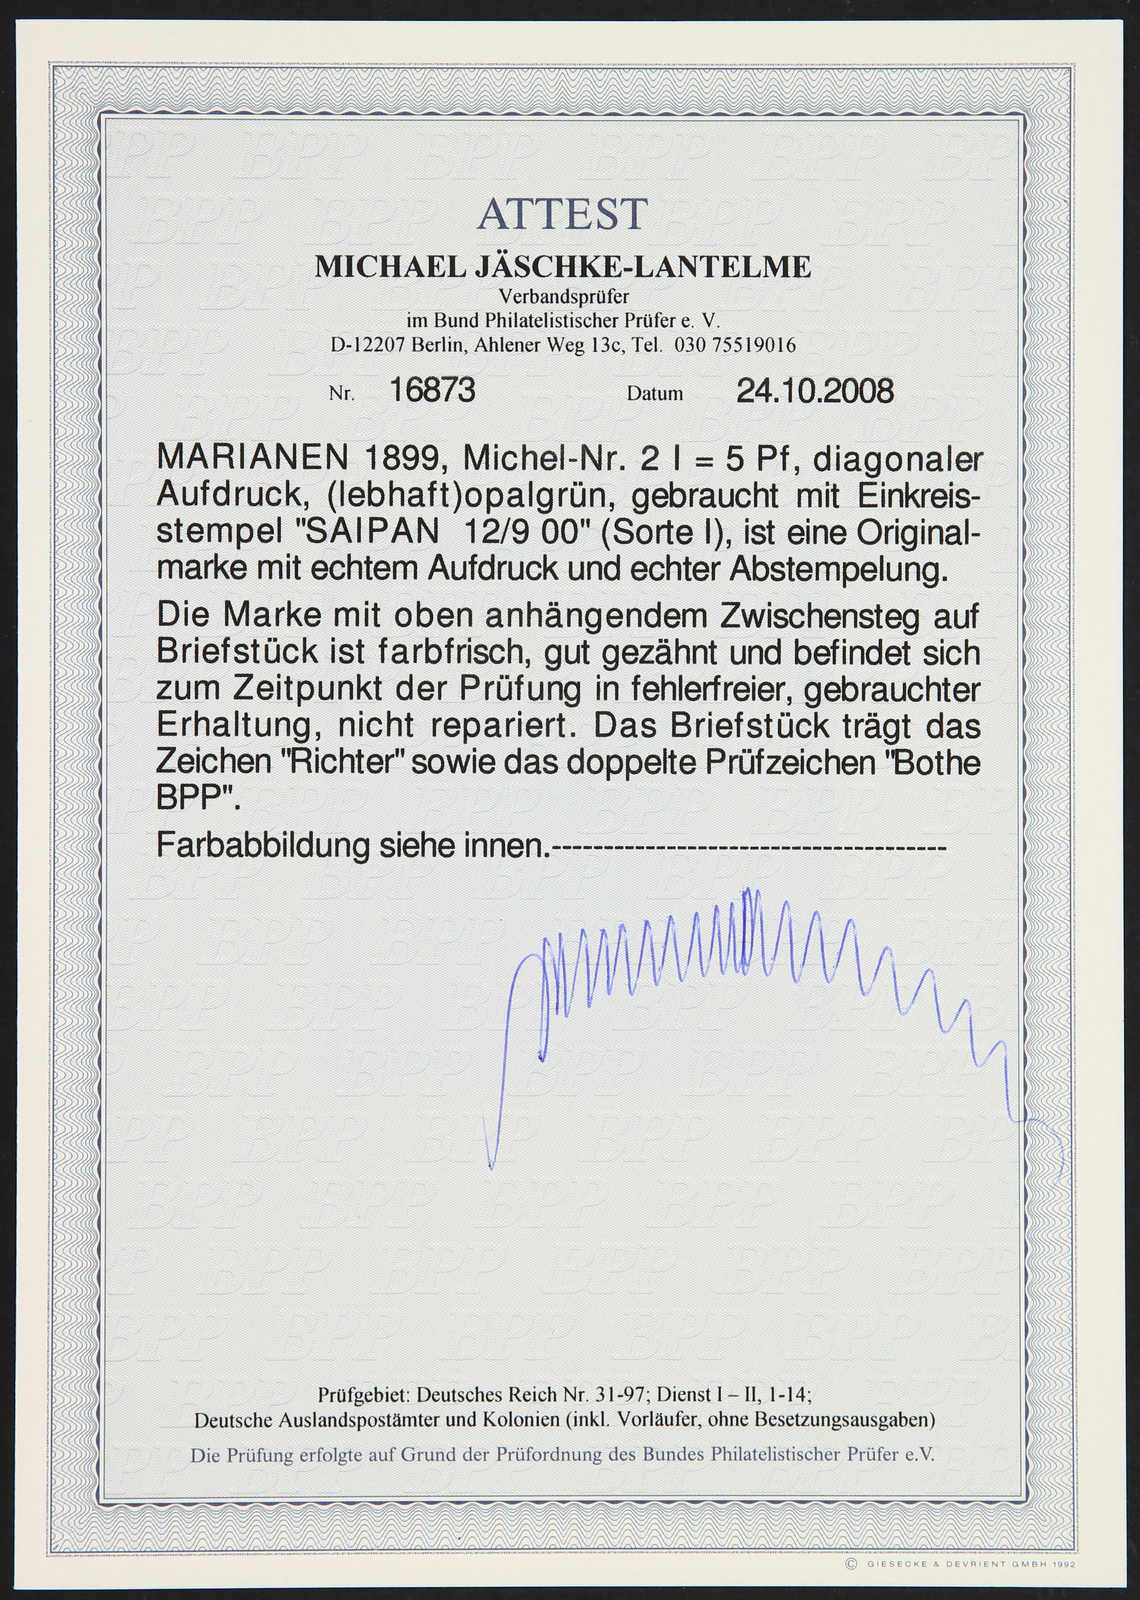 ATTEST
MICHAEL JÄSCHKE-LANTELME
Verbandsprüfer
im Bund Philatelistischer Prüfer e. V.
D-12207 Berlin, Ahlener Weg 13c, Tel. 030 75519016
Nr. 16873 Datum 24.10.2008
MARIANEN 1899, Michel-Nr. 2 I = 5 Pf, diagonaler
Aufdruck, (lebhaft)opalgrün, gebraucht mit Einkreis-
stempel "SAIPAN 12/9 00" (Sorte I), ist eine Original-
marke mit echtem Aufdruck und echter Abstempelung.
Die Marke mit oben anhängendem Zwischensteg auf
Briefstück ist farbfrisch, gut gezähnt und befindet sich
zum Zeitpunkt der Prüfung in fehlerfreier, gebrauchter
Erhaltung, nicht repariert. Das Briefstück trägt das
Zeichen "Richter" sowie das doppelte Prüfzeichen "Bothe
BPP".
Farbabbildung siehe innen.--------------------------------------
Prüfgebiet: Deutsches Reich Nr. 31-97; Dienst I – II, 1-14;
Deutsche Auslandspostämter und Kolonien (inkl. Vorläufer, ohne Besetzungsausgaben)
Die Prüfung erfolgte auf Grund der Prüfordnung des Bundes Philatelistischer Prüfer e.V.
© GIESECKE & DEVRIENT GMBH 1992